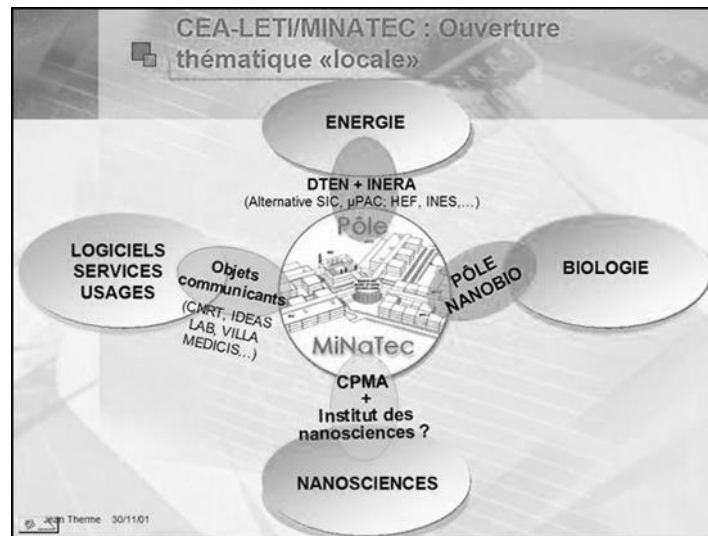 CEA-LETI/MINATEC : Ouverture
thématique «locale»
ENERGIE
DTEN + INERA
(Alternative SIC, µPAC; HEF, INES,...)
Pôle
LOGICIELS
SERVICES
USAGES
Objets
communicants
(CNRT, IDEAS
LAB, VILLA
MEDICIS,...)
PÔLE
NANOBIO
BIOLOGIE
MiNaTec
CPMA
+
Institut des
nanosciences ?
NANOSCIENCES
Jean Therme 30/11/01